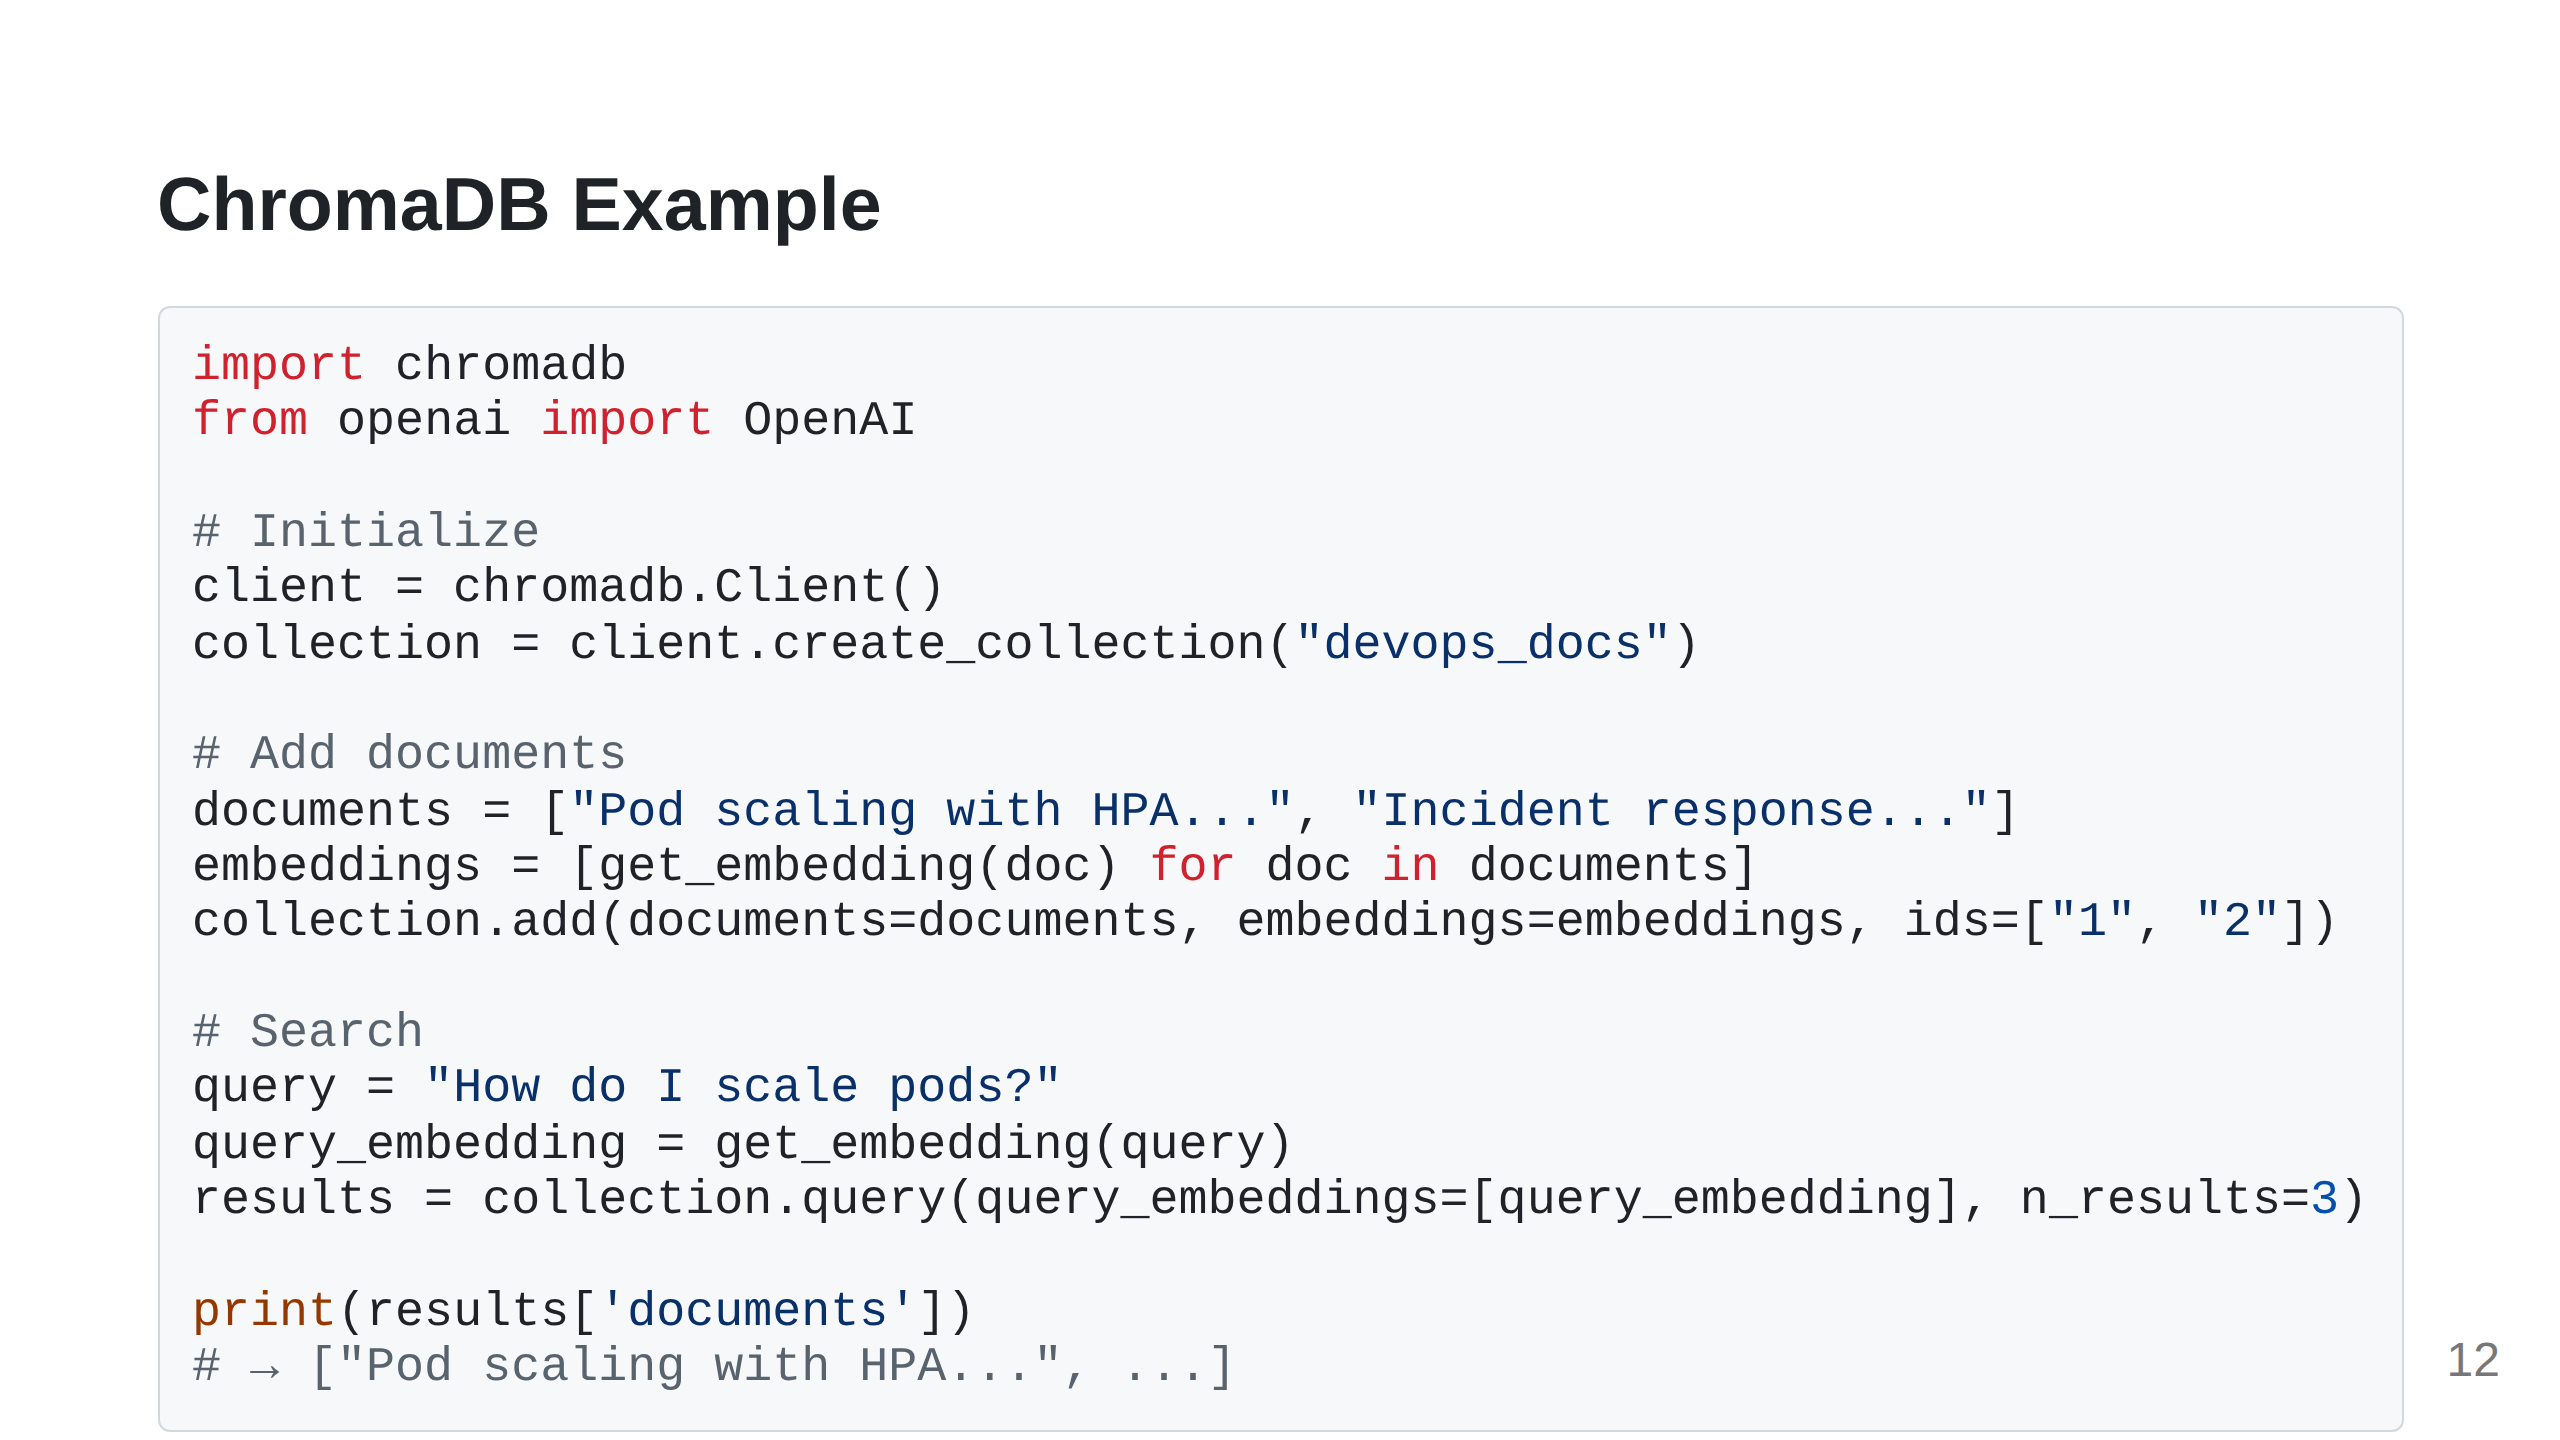 ChromaDB Example
import chromadb
from openai import OpenAI
# Initialize
client = chromadb.Client()
collection = client.create_collection("devops_docs")
# Add documents
documents = ["Pod scaling with HPA...", "Incident response..."]
embeddings = [get_embedding(doc) for doc in documents]
collection.add(documents=documents, embeddings=embeddings, ids=["1", "2"])
# Search
query = "How do I scale pods?"
query_embedding = get_embedding(query)
results = collection.query(query_embeddings=[query_embedding], n_results=3)
print(results['documents'])
# → ["Pod scaling with HPA...", ...]
12